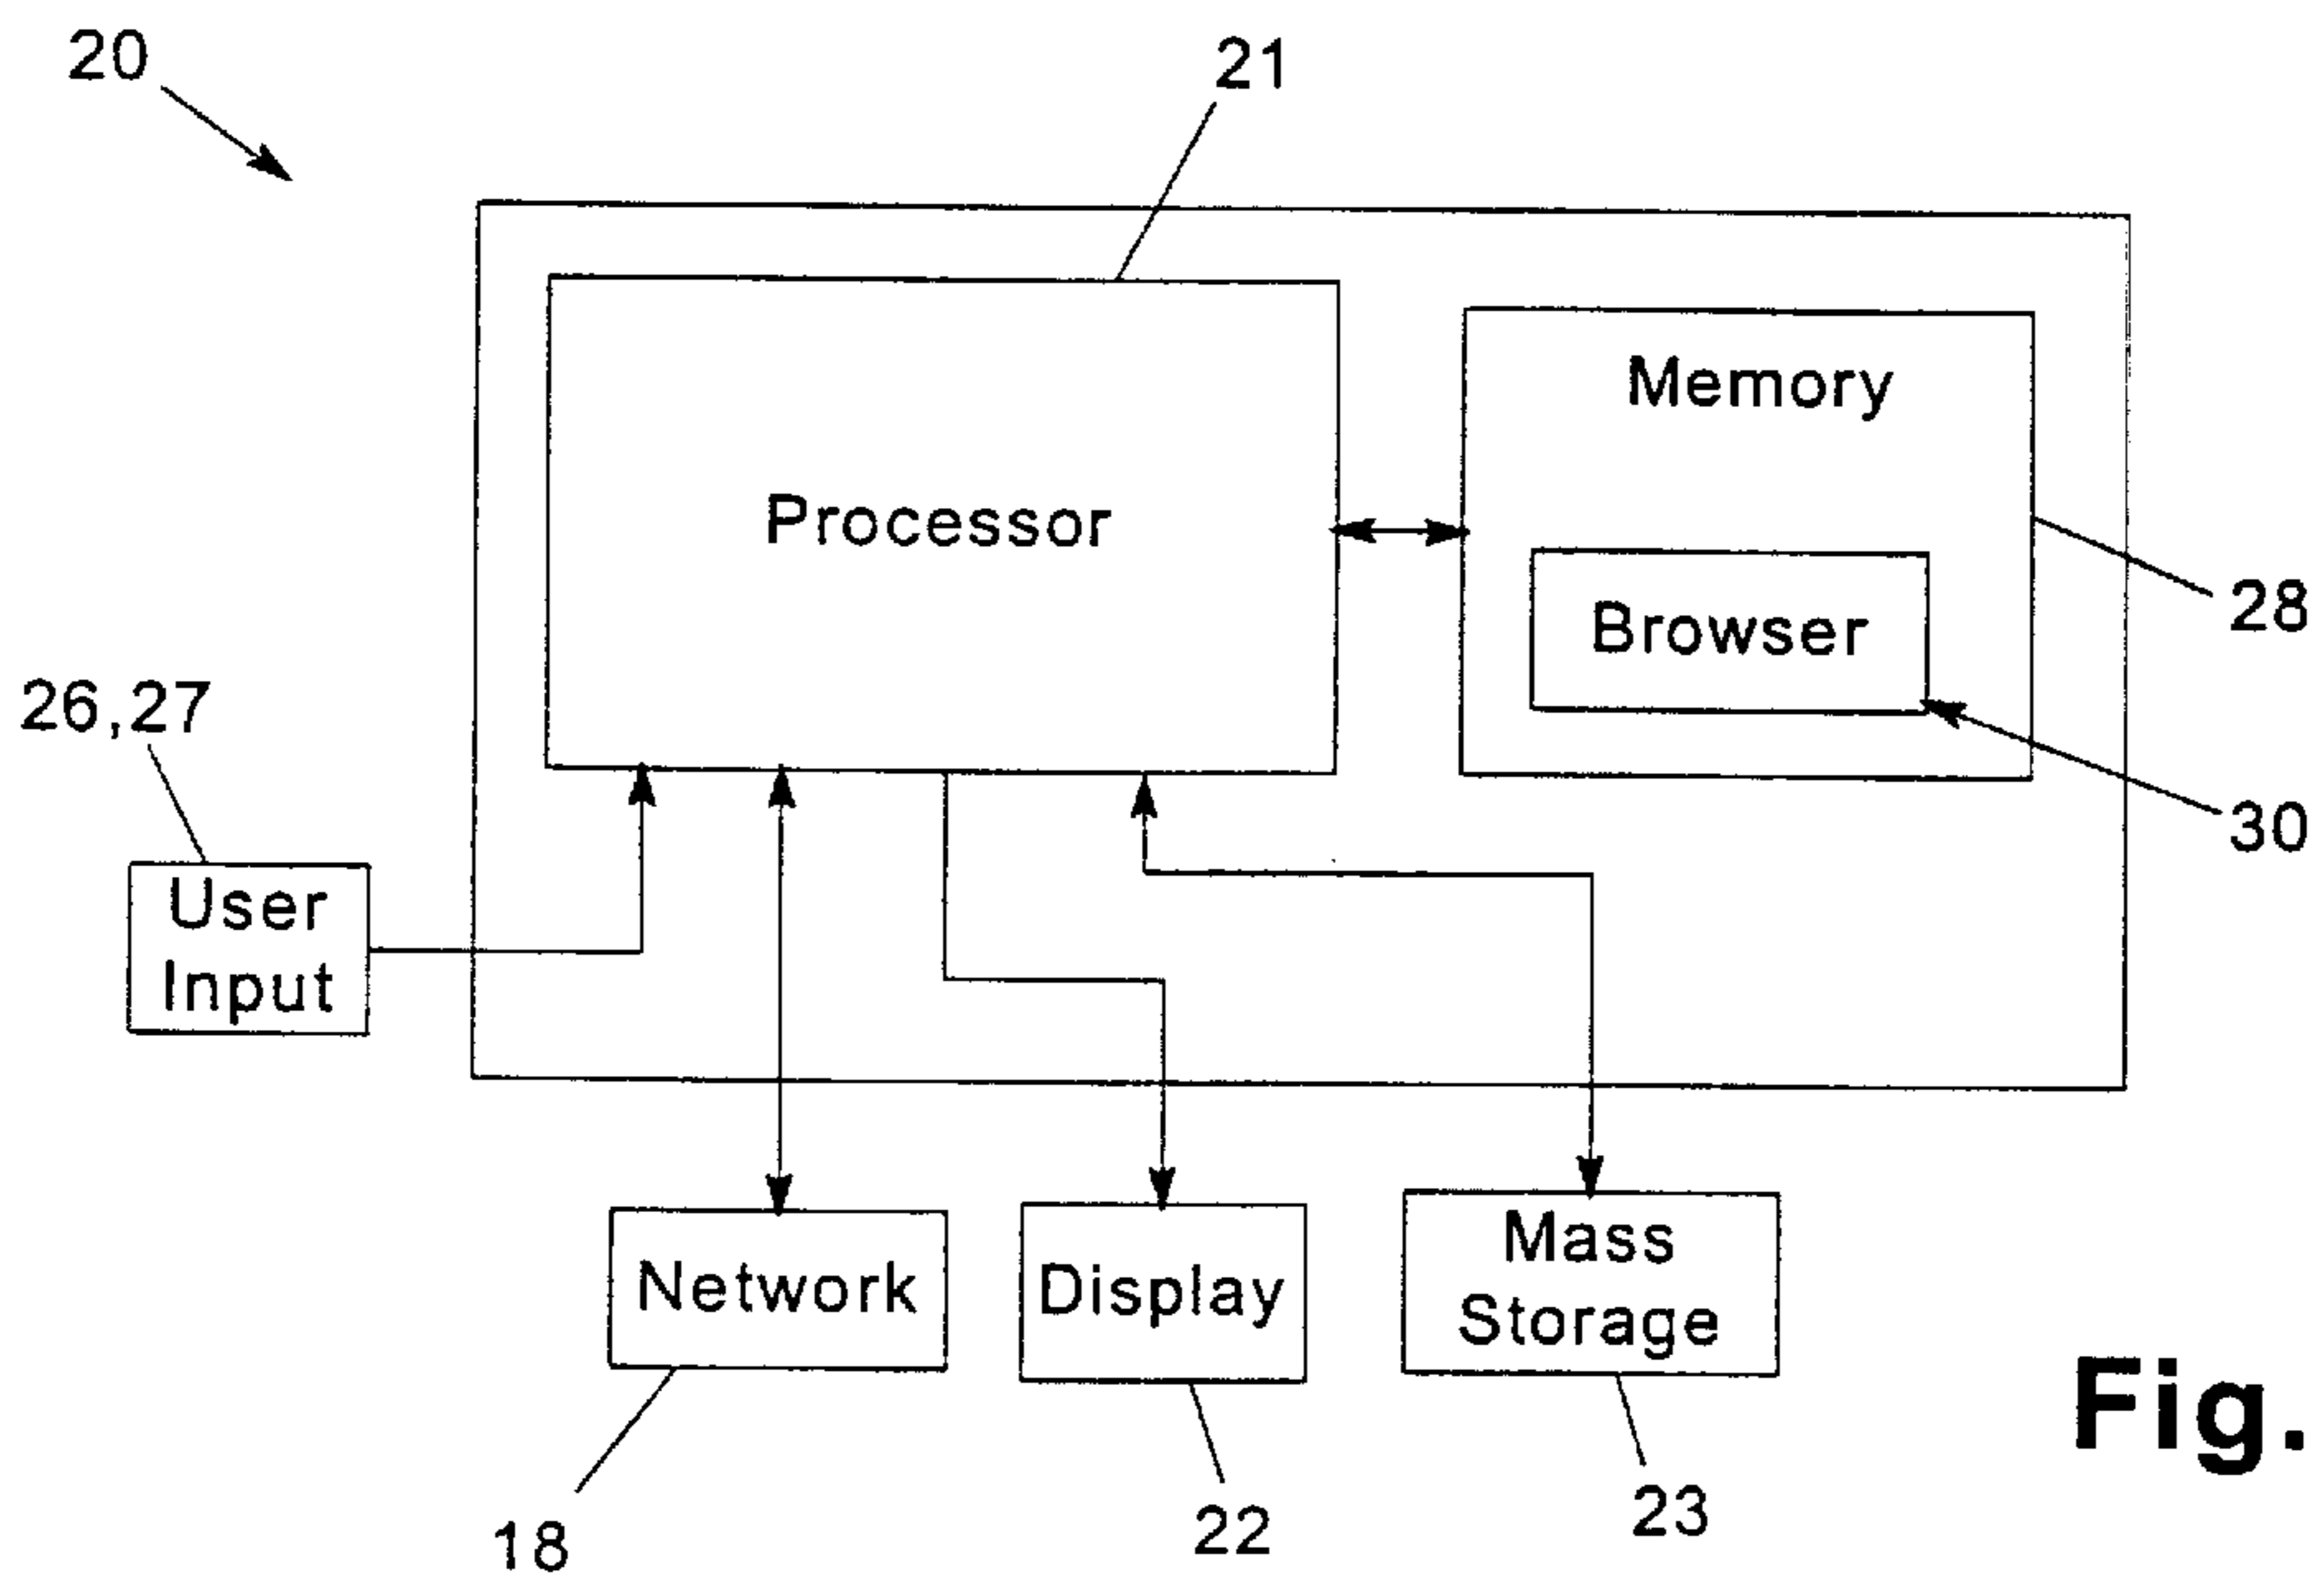 20
21
Memory
Processor
Browser
28
26,27
30
User
Input
Network
Display
Mass
Storage
Fig.
18
22
23